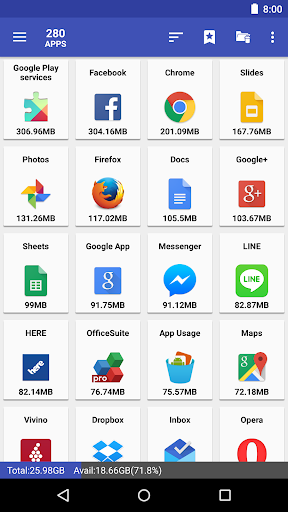 8:00
280
APPS
Google Play
services
306.96MB
Facebook
304.16MB
Chrome
201.09MB
Slides
167.76MB
Photos
131.26MB
Firefox
117.02MB
Docs
105.5MB
Google+
103.67MB
Sheets
99MB
Google App
91.75MB
Messenger
91.12MB
LINE
82.87MB
HERE
82.14MB
OfficeSuite
76.74MB
App Usage
75.57MB
Maps
72.18MB
Vivino
Dropbox
Inbox
Opera
Total:25.98GB Avail:18.66GB(71.8%)